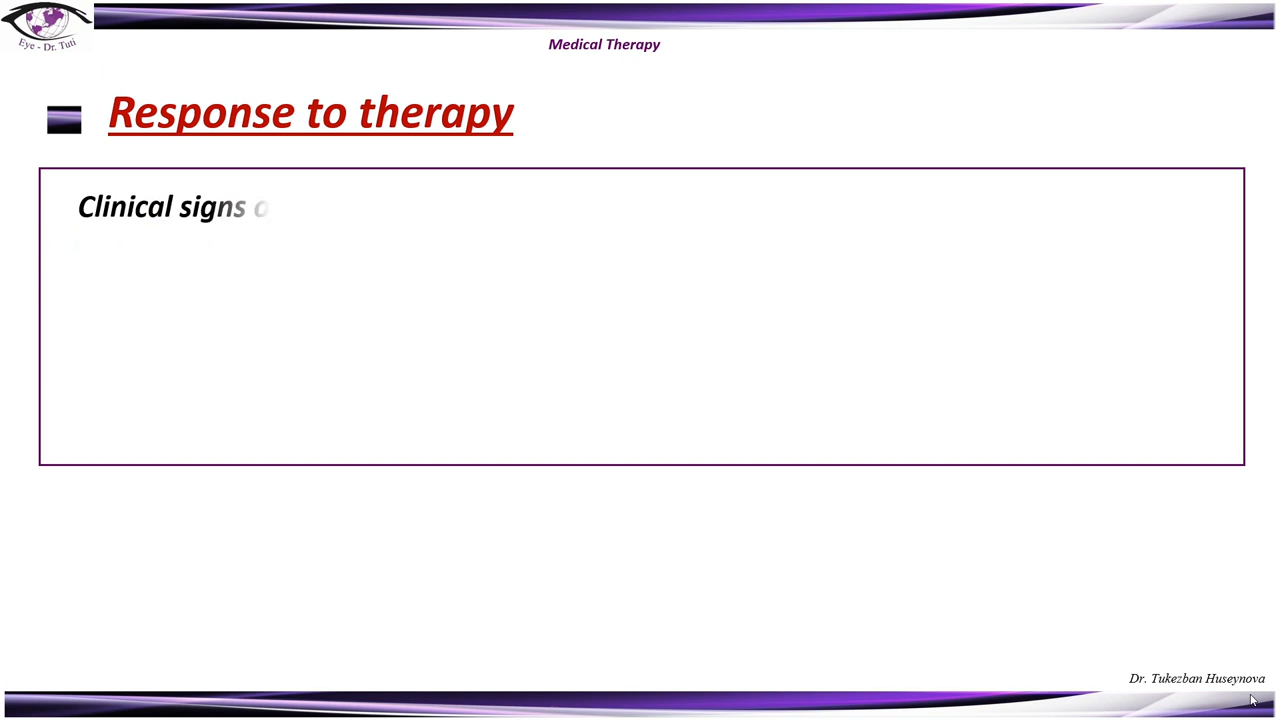 Eye - Dr. Tuti
Medical Therapy
Response to therapy
Clinical signs
Dr. Tukezban Huseynova